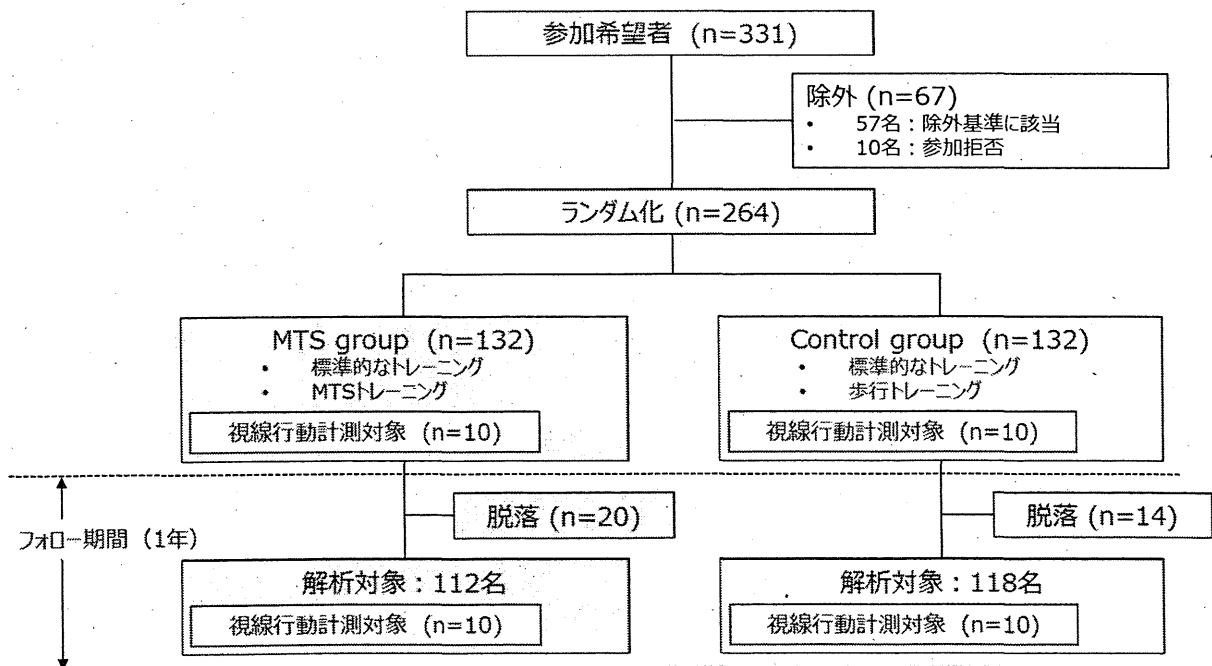 参加希望者 (n=331)
除外 (n=67)
• 57名：除外基準に該当
• 10名：参加拒否
ランダム化 (n=264)
MTS group (n=132)
• 標準的なトレーニング
• MTSトレーニング
視線行動計測対象 (n=10)
Control group (n=132)
• 標準的なトレーニング
• 歩行トレーニング
視線行動計測対象 (n=10)
フォロー期間 (1年)
脱落 (n=20)
脱落 (n=14)
解析対象：112名
視線行動計測対象 (n=10)
解析対象：118名
視線行動計測対象 (n=10)